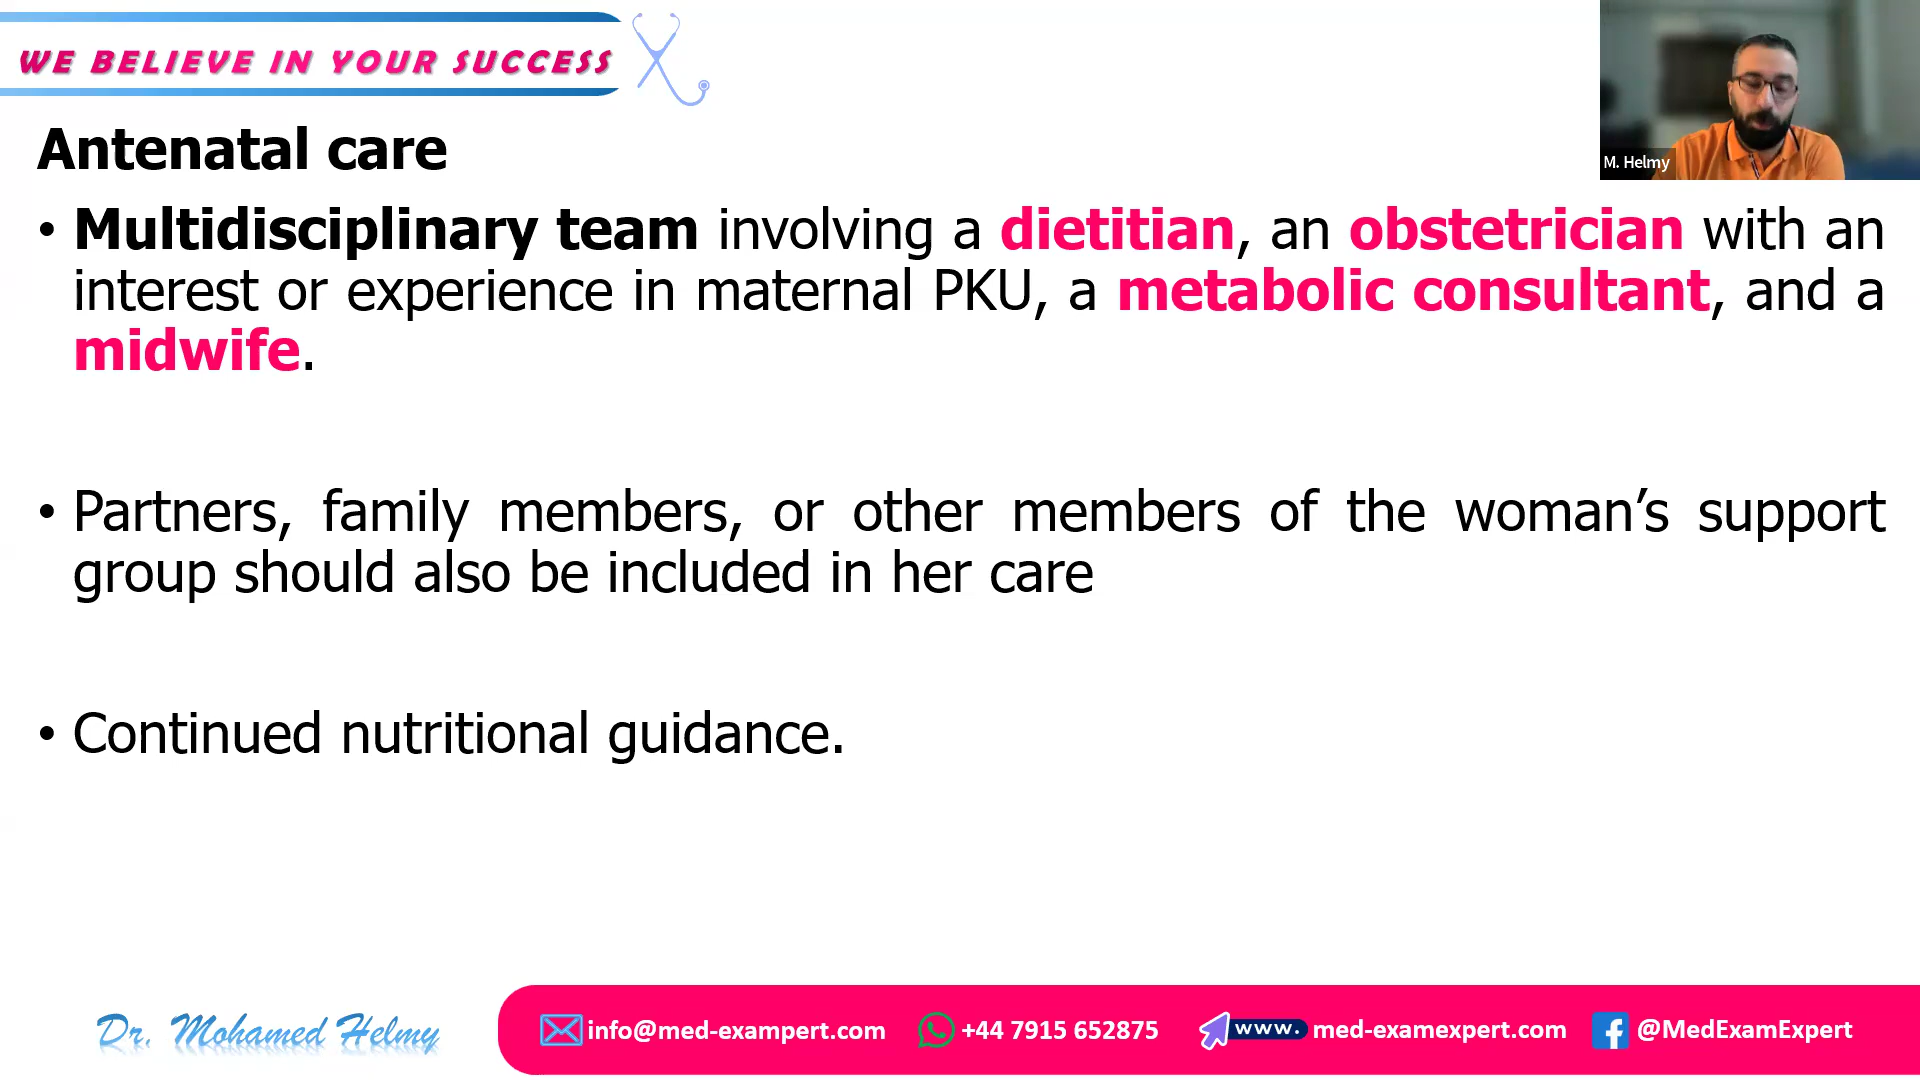 WE BELIEVE IN YOUR SUCCESS
M. Helmy
Antenatal care
• Multidisciplinary team involving a dietitian, an obstetrician with an
interest or experience in maternal PKU, a metabolic consultant, and a
midwife.
• Partners, family members, or other members of the woman’s support
group should also be included in her care
• Continued nutritional guidance.
Dr. Mohamed Helmy
info@med-exampert.com
+44 7915 652875
www. med-examexpert.com
@MedExamExpert